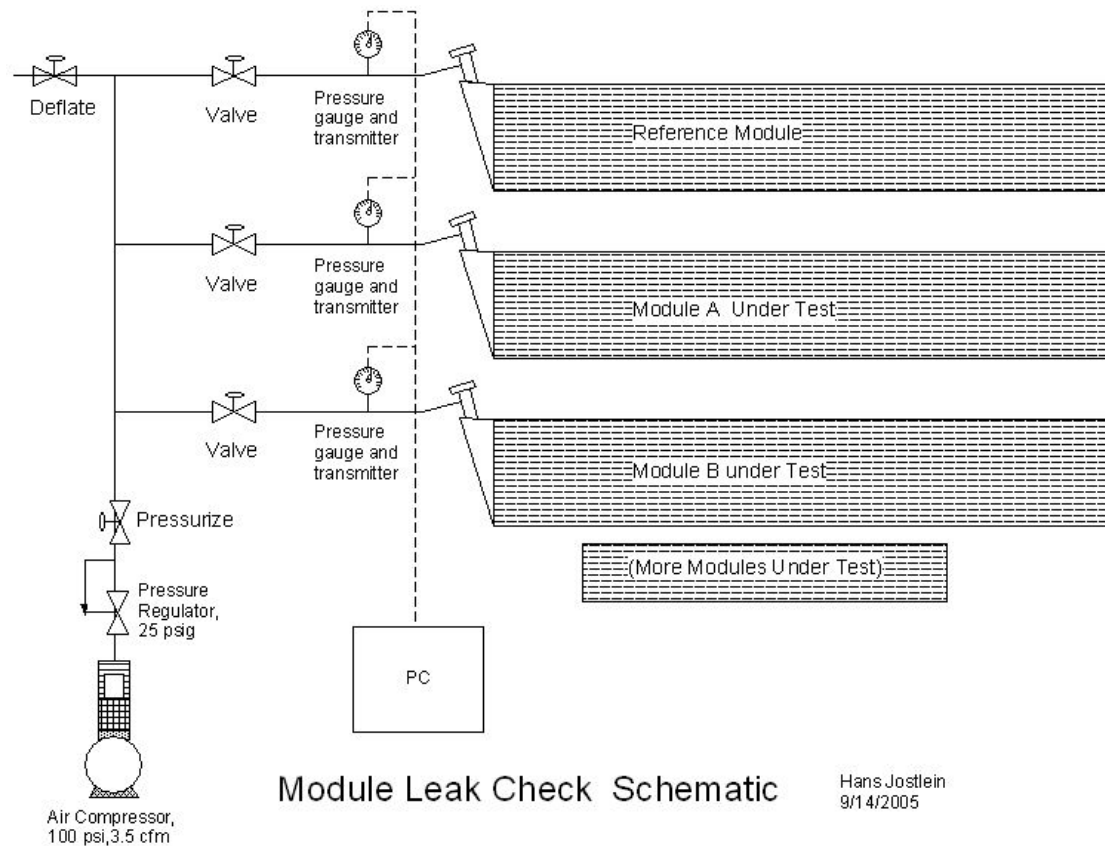 Deflate
Valve
Pressure
gauge and
transmitter
Reference Module
Valve
Pressure
gauge and
transmitter
Module A Under Test
Valve
Pressure
gauge and
transmitter
Module B under Test
Pressurize
(More Modules Under Test)
Pressure
Regulator,
25 psig
PC
Module Leak Check Schematic
Hans Jostlein
9/14/2005
Air Compressor,
100 psi,3.5 cfm